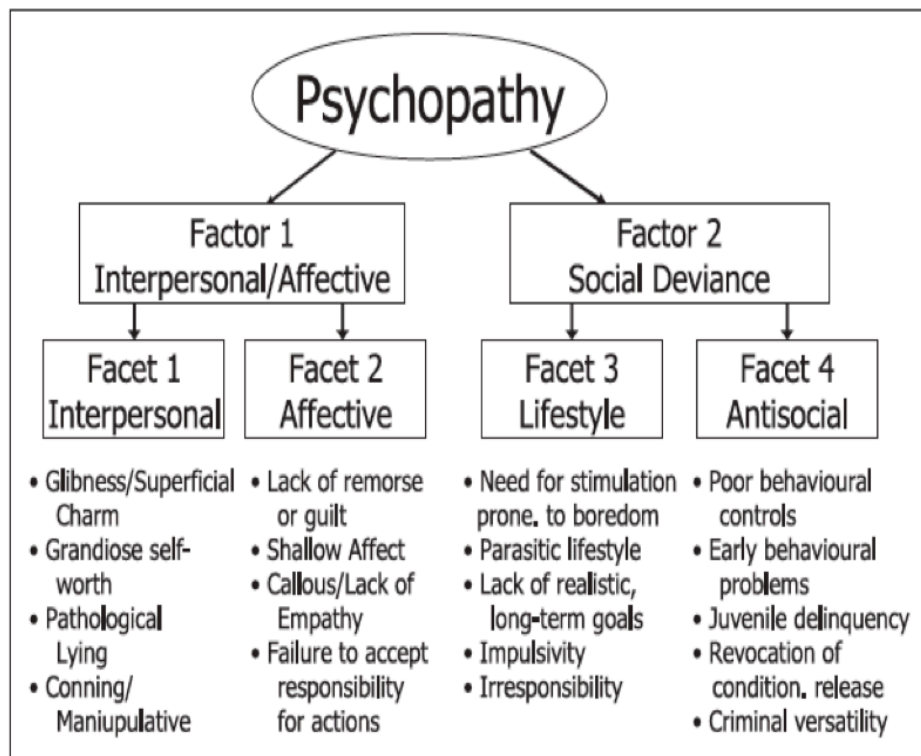 Psychopathy
Factor 1
Interpersonal/Affective
Factor 2
Social Deviance
Facet 1
Interpersonal
Facet 2
Affective
Facet 3
Lifestyle
Facet 4
Antisocial
• Glibness/Superficial
Charm
• Grandiose self-
worth
• Pathological
Lying
• Conning/
Maniupulative
• Lack of remorse
or guilt
• Shallow Affect
• Callous/Lack of
Empathy
• Failure to accept
responsibility
for actions
• Need for stimulation
prone. to boredom
• Parasitic lifestyle
• Lack of realistic,
long-term goals
• Impulsivity
• Irresponsibility
• Poor behavioural
controls
• Early behavioural
problems
• Juvenile delinquency
• Revocation of
condition. release
• Criminal versatility